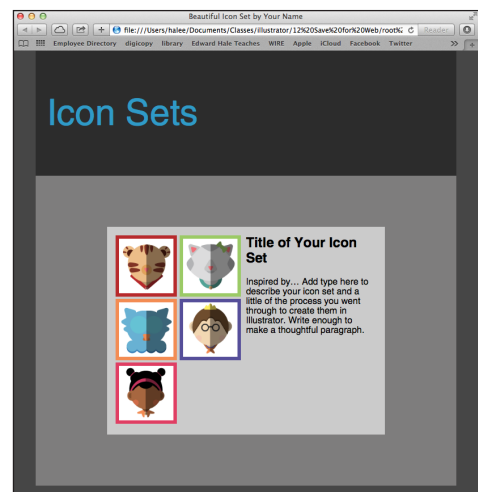 Beautiful Icon Set by Your Name
file:///Users/halee/Documents/Classes/illustrator/12%20Save%20for%20Web/root% Reader
Employee Directory digicopy library Edward Hale Teaches WIRE Apple iCloud Facebook Twitter
Icon Sets
Title of Your Icon
Set
Inspired by… Add type here to
describe your icon set and a
little of the process you went
through to create them in
Illustrator. Write enough to
make a thoughtful paragraph.